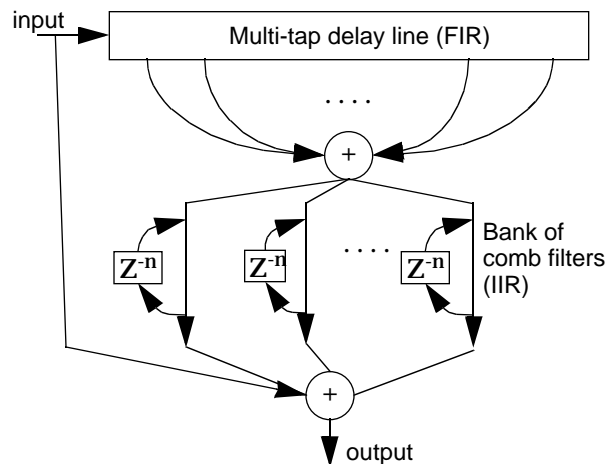 input
Multi-tap delay line (FIR)
. . . .
+
Z-n
Z-n
. . . .
Z-n
Bank of
comb filters
(IIR)
+
output